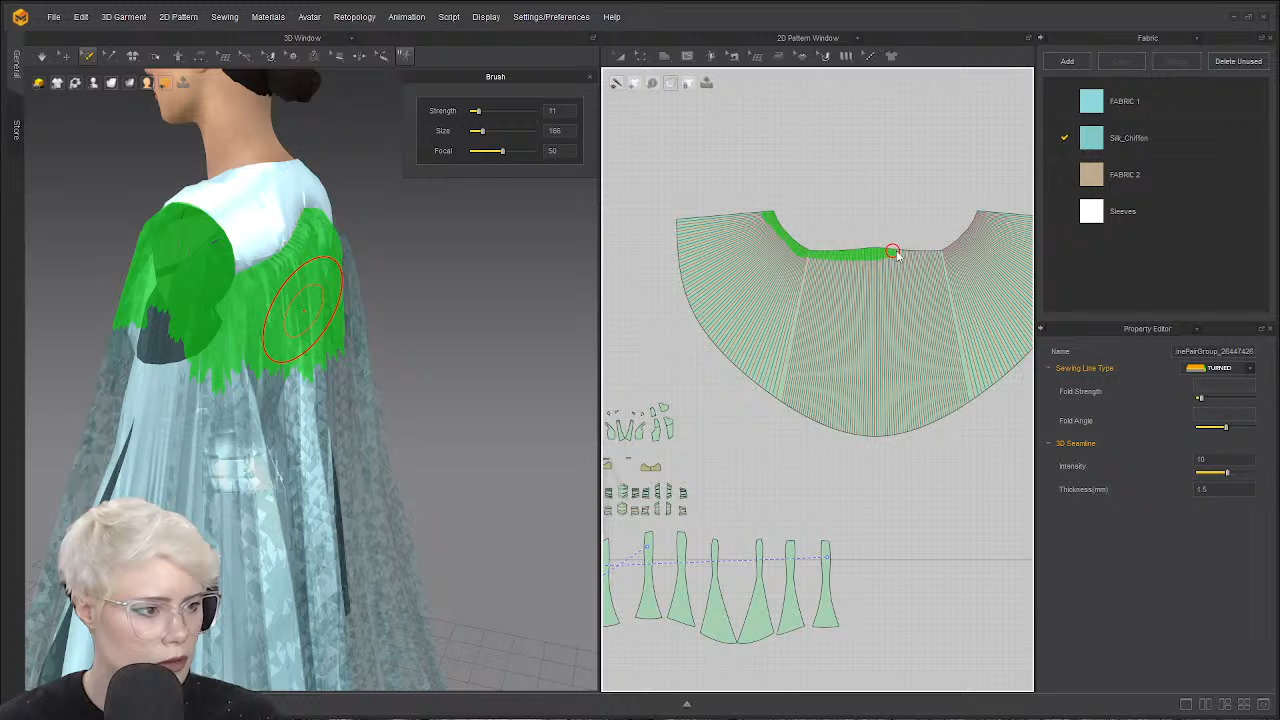 File Edit 3D Garment 2D Pattern Sewing Materials Avatar Retopology Animation Script Display Settings/Preferences Help
3D Window
2D Pattern Window
Fabric
General
Store
Brush
Strength 11
Size 166
Focal 50
Add
Delete Unused
FABRIC 1
Silk_Chiffon
FABRIC 2
Sleeves
Property Editor
Name inePairGroup_26447426
Sewing Line Type TURNED
Fold Strength
Fold Angle
3D Seamline
Intensity 10
Thickness(mm) 1.5